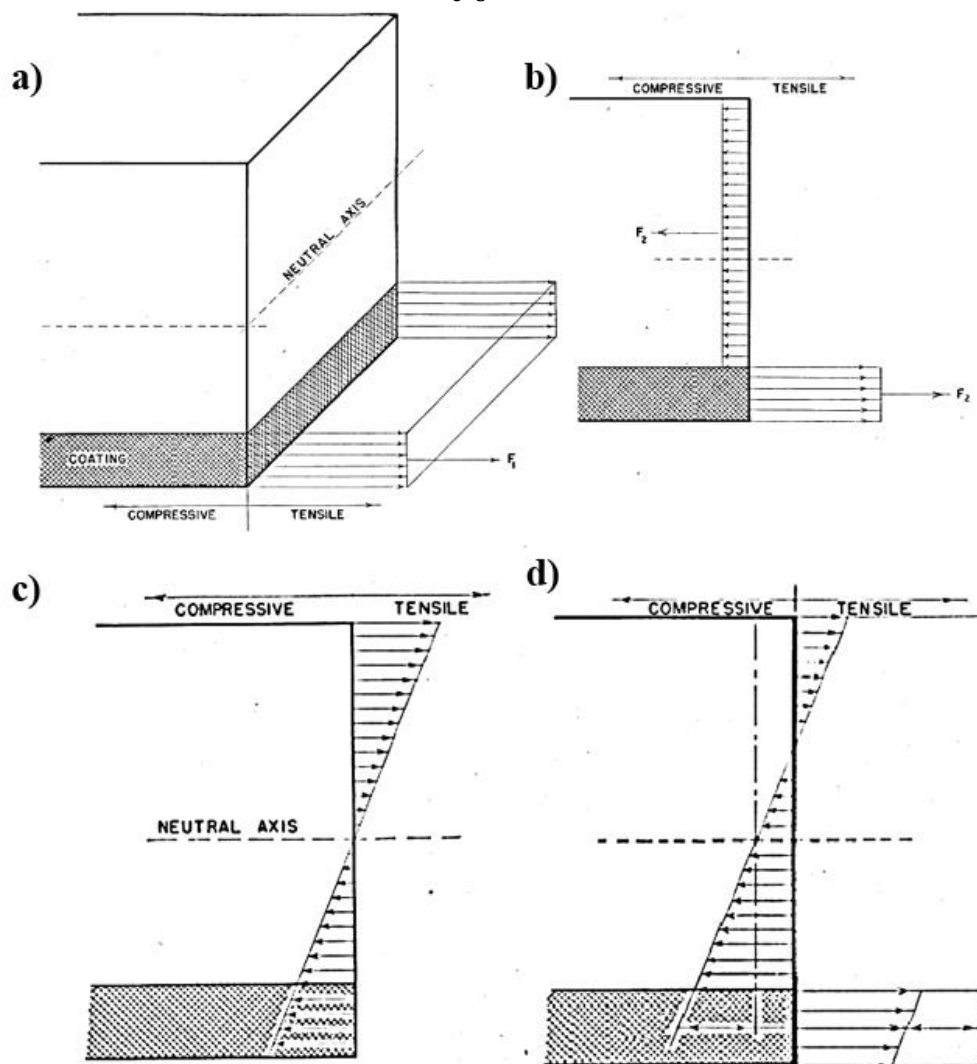 a)
NEUTRAL AXIS
COATING
F1
COMPRESSIVE TENSILE
b)
COMPRESSIVE TENSILE
F2
F2
c)
COMPRESSIVE TENSILE
NEUTRAL AXIS
d)
COMPRESSIVE TENSILE